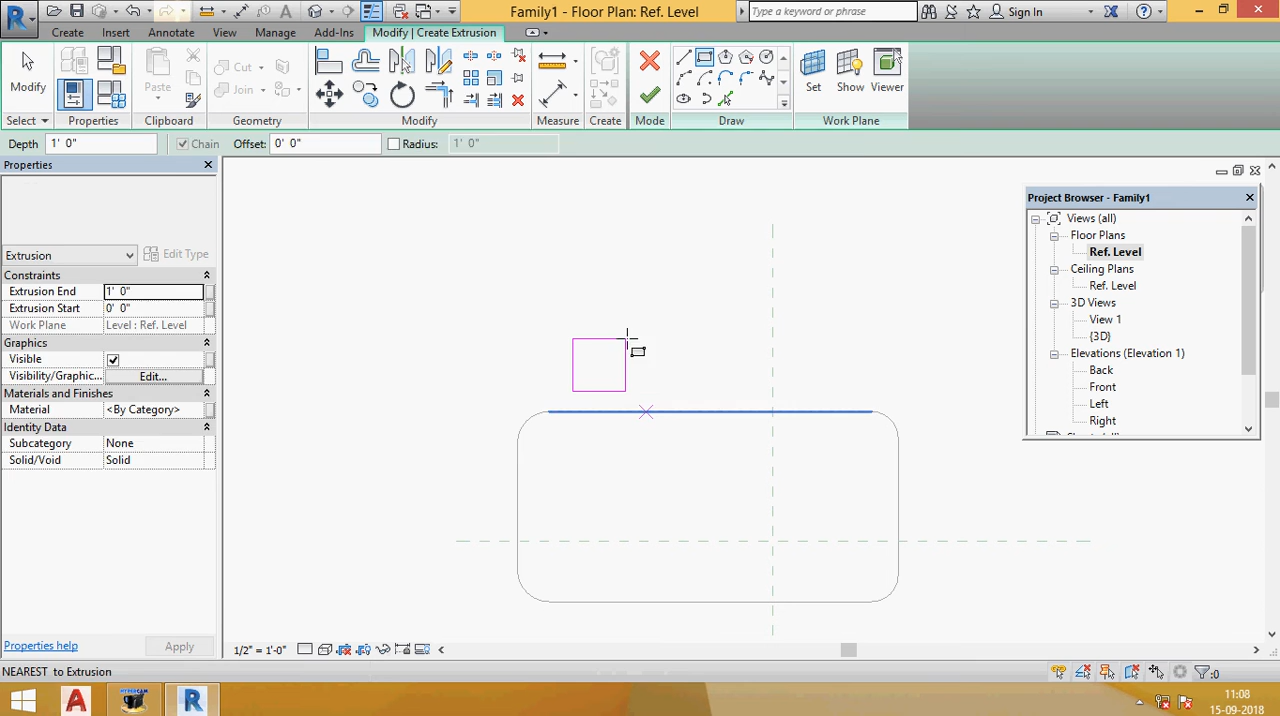 Family1 - Floor Plan: Ref. Level
Type a keyword or phrase
Sign In
Create
Insert
Annotate
View
Manage
Add-Ins
Modify | Create Extrusion
Modify
Paste
Cut
Join
Set
Show
Viewer
Select
Properties
Clipboard
Geometry
Modify
Measure
Create
Mode
Draw
Work Plane
Depth
1' 0"
Chain
Offset:
0' 0"
Radius:
1' 0"
Properties
Extrusion
Edit Type
Constraints
Extrusion End
1' 0"
Extrusion Start
0' 0"
Work Plane
Level : Ref. Level
Graphics
Visible
Visibility/Graphic...
Edit...
Materials and Finishes
Material
<By Category>
Identity Data
Subcategory
None
Solid/Void
Solid
Properties help
Apply
Project Browser - Family1
Views (all)
Floor Plans
Ref. Level
Ceiling Plans
Ref. Level
3D Views
View 1
{3D}
Elevations (Elevation 1)
Back
Front
Left
Right
1/2" = 1'-0"
NEAREST to Extrusion
:0
HYPERCAM
11:08
15-09-2018